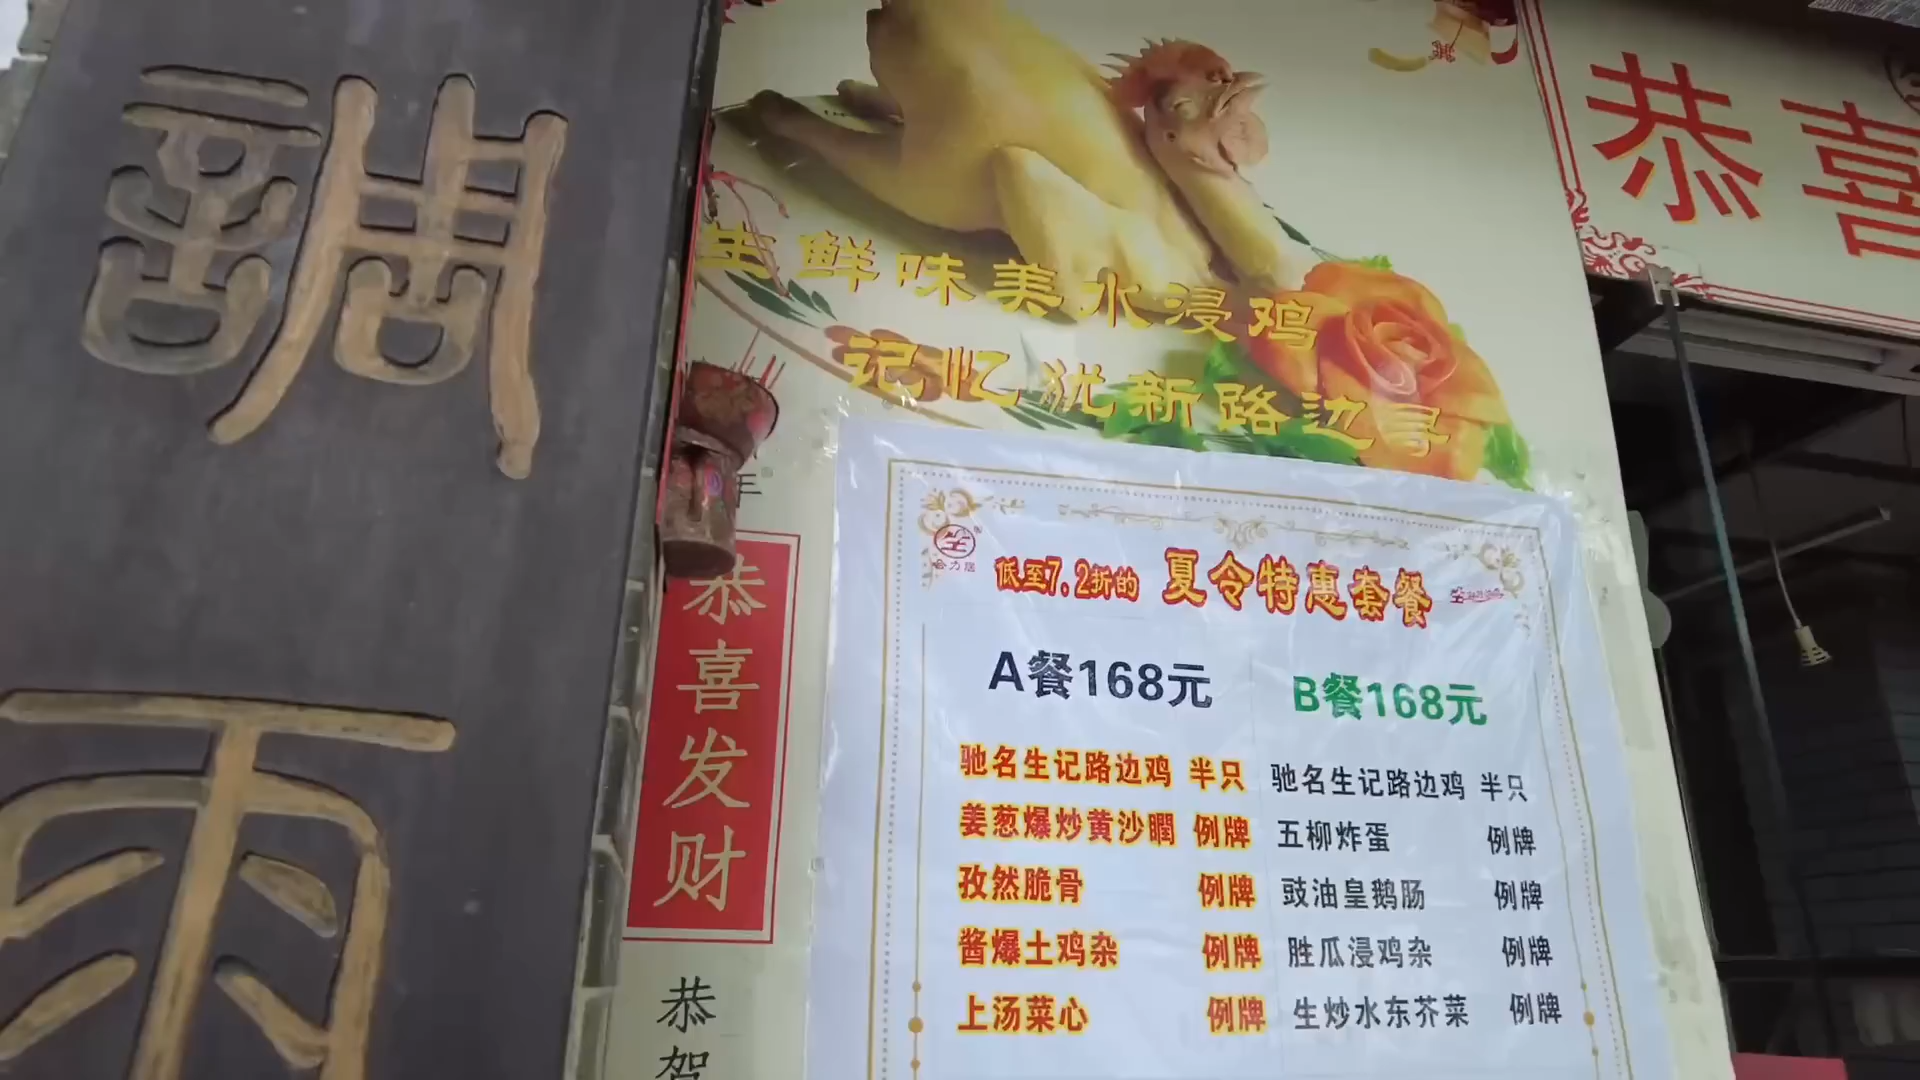 調
雨
生鲜味美水浸鸡
记忆犹新路边寻
恭喜
恭喜发财
恭贺
低至7.2折的 夏令特惠套餐
A餐168元
驰名生记路边鸡 半只
姜葱爆炒黄沙膶 例牌
孜然脆骨 例牌
酱爆土鸡杂 例牌
上汤菜心 例牌
B餐168元
驰名生记路边鸡 半只
五柳炸蛋 例牌
豉油皇鹅肠 例牌
胜瓜浸鸡杂 例牌
生炒水东芥菜 例牌